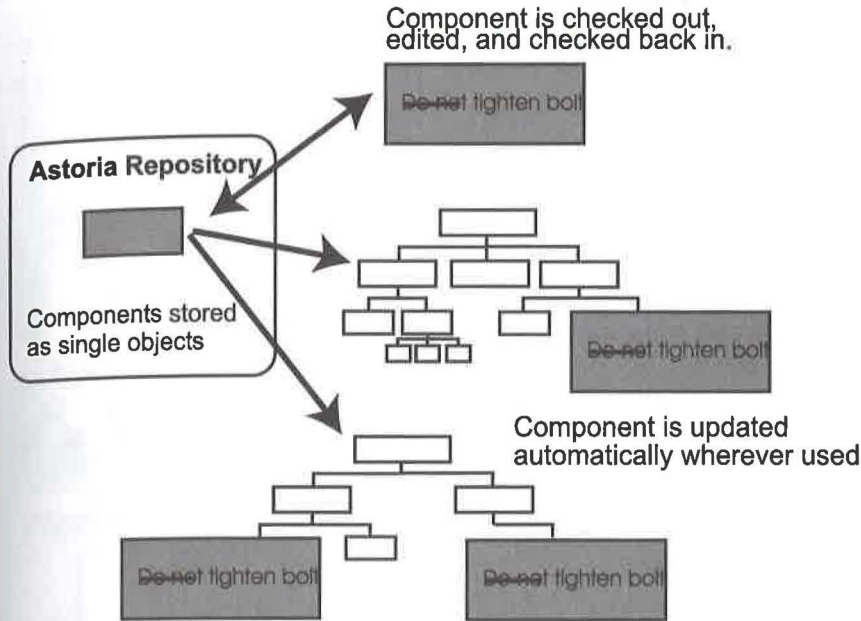 Component is checked out,
edited, and checked back in.
Do not tighten bolt
Astoria Repository
Components stored
as single objects
Do not tighten bolt
Component is updated
automatically wherever used
Do not tighten bolt
Do not tighten bolt